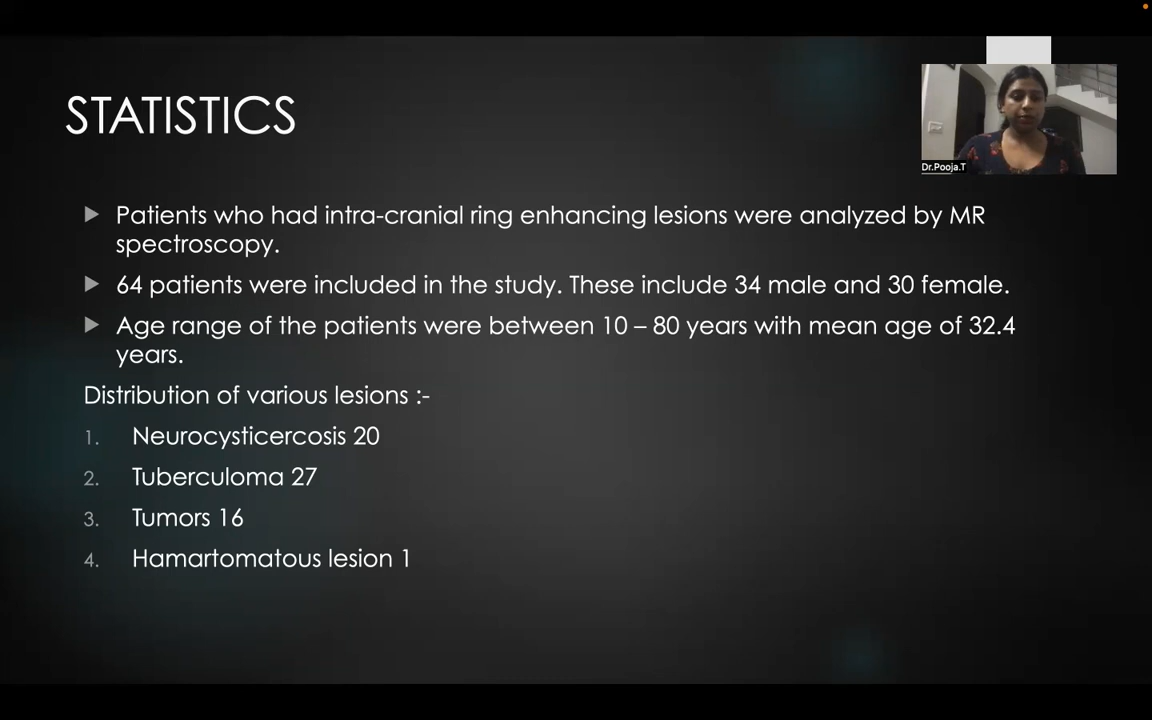 STATISTICS
Dr.Pooja.T
Patients who had intra-cranial ring enhancing lesions were analyzed by MR
spectroscopy.
64 patients were included in the study. These include 34 male and 30 female.
Age range of the patients were between 10 – 80 years with mean age of 32.4
years.
Distribution of various lesions :-
1. Neurocysticercosis 20
2. Tuberculoma 27
3. Tumors 16
4. Hamartomatous lesion 1